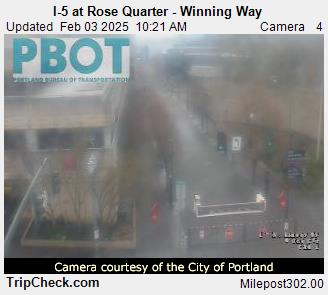 I-5 at Rose Quarter - Winning Way
Updated Feb 03 2025 10:21 AM Camera 4
PBOT
PORTLAND BUREAU OF TRANSPORTATION
Camera courtesy of the City of Portland
TripCheck.com Milepost302.00